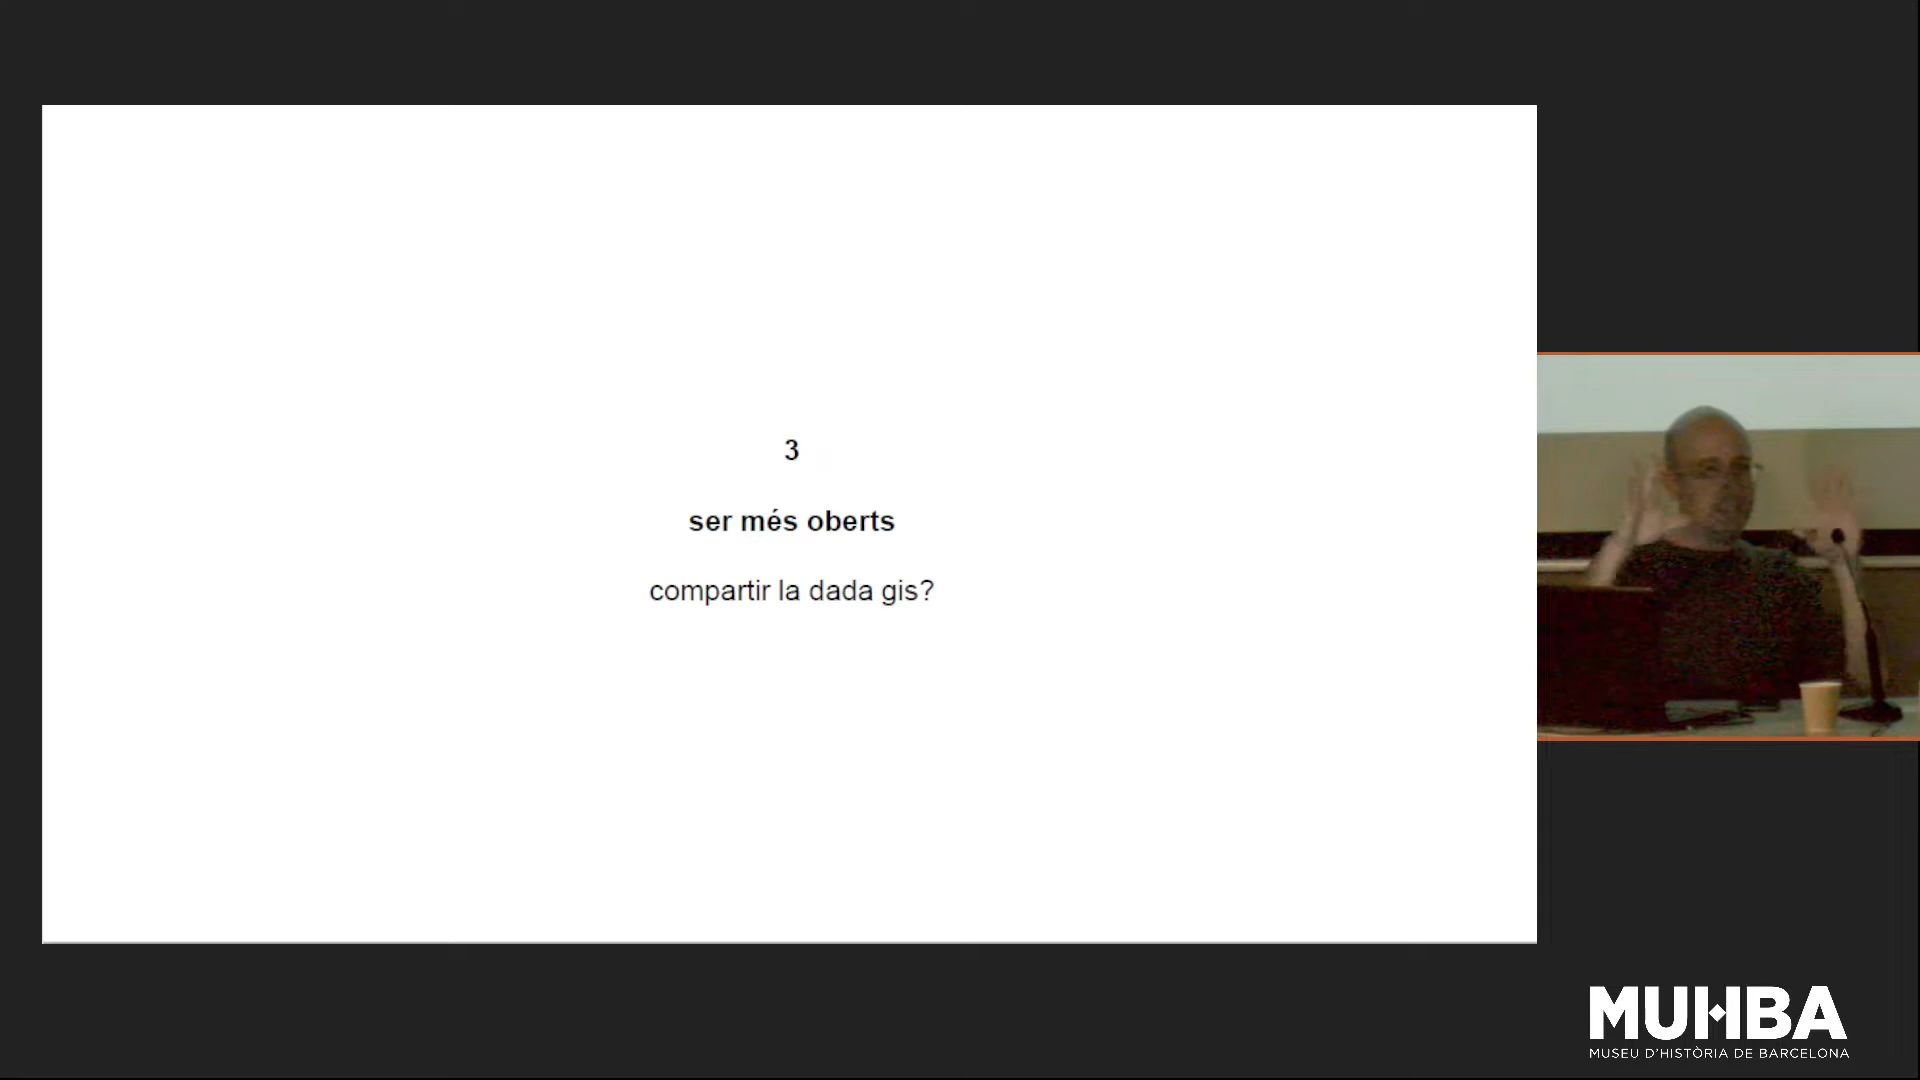 3
ser més oberts
compartir la dada gis?
MUHBA
MUSEU D'HISTÒRIA DE BARCELONA